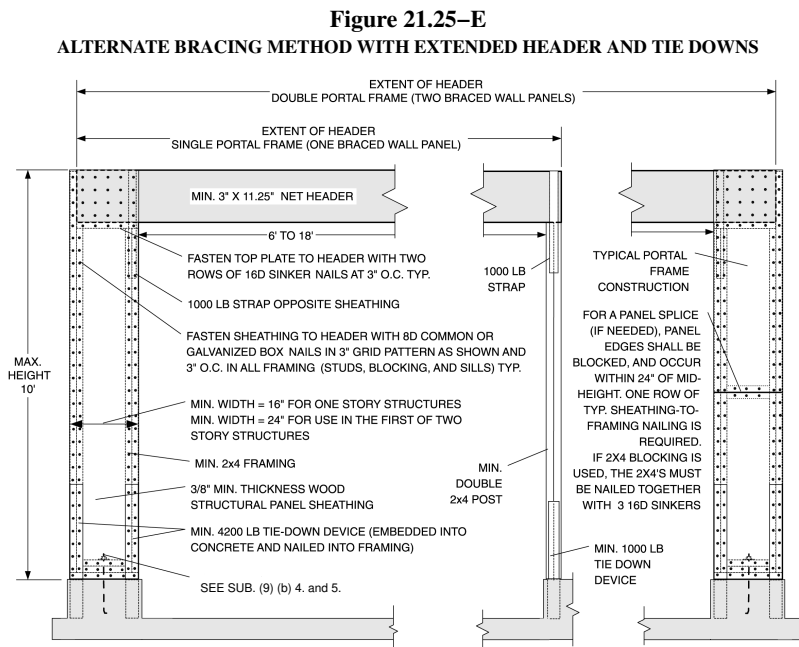 Figure 21.25–E
ALTERNATE BRACING METHOD WITH EXTENDED HEADER AND TIE DOWNS
EXTENT OF HEADER
DOUBLE PORTAL FRAME (TWO BRACED WALL PANELS)
EXTENT OF HEADER
SINGLE PORTAL FRAME (ONE BRACED WALL PANEL)
MIN. 3" X 11.25" NET HEADER
6' TO 18'
FASTEN TOP PLATE TO HEADER WITH TWO
ROWS OF 16D SINKER NAILS AT 3" O.C. TYP.
1000 LB STRAP OPPOSITE SHEATHING
FASTEN SHEATHING TO HEADER WITH 8D COMMON OR
GALVANIZED BOX NAILS IN 3" GRID PATTERN AS SHOWN AND
3" O.C. IN ALL FRAMING (STUDS, BLOCKING, AND SILLS) TYP.
MAX.
HEIGHT
10'
MIN. WIDTH = 16" FOR ONE STORY STRUCTURES
MIN. WIDTH = 24" FOR USE IN THE FIRST OF TWO
STORY STRUCTURES
MIN. 2x4 FRAMING
3/8" MIN. THICKNESS WOOD
STRUCTURAL PANEL SHEATHING
MIN. 4200 LB TIE-DOWN DEVICE (EMBEDDED INTO
CONCRETE AND NAILED INTO FRAMING)
SEE SUB. (9) (b) 4. and 5.
1000 LB
STRAP
MIN.
DOUBLE
2x4 POST
MIN. 1000 LB
TIE DOWN
DEVICE
TYPICAL PORTAL
FRAME
CONSTRUCTION
FOR A PANEL SPLICE
(IF NEEDED), PANEL
EDGES SHALL BE
BLOCKED, AND OCCUR
WITHIN 24" OF MID-
HEIGHT. ONE ROW OF
TYP. SHEATHING-TO-
FRAMING NAILING IS
REQUIRED.
IF 2X4 BLOCKING IS
USED, THE 2X4'S MUST
BE NAILED TOGETHER
WITH 3 16D SINKERS